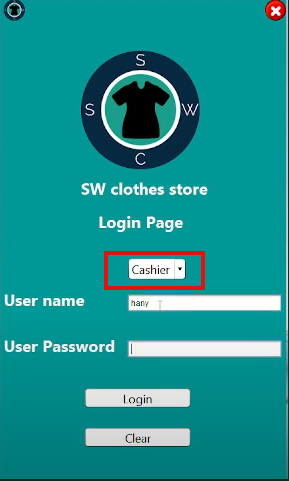 S
S W
C
SW clothes store
Login Page
Cashier
User name hany
User Password
Login
Clear